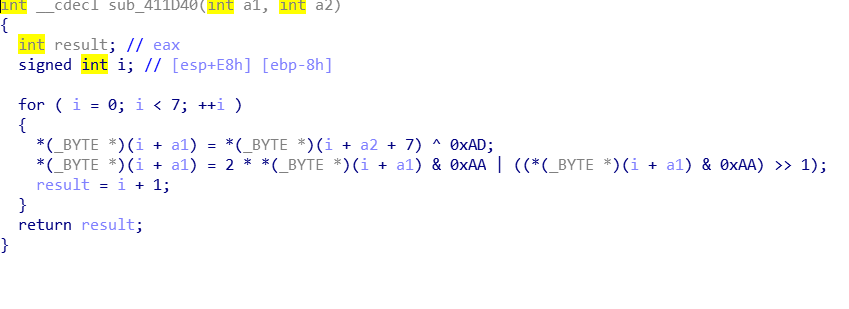 int __cdecl sub_411D40(int a1, int a2)
{
  int result; // eax
  signed int i; // [esp+E8h] [ebp-8h]

  for ( i = 0; i < 7; ++i )
  {
    *(_BYTE *)(i + a1) = *(_BYTE *)(i + a2 + 7) ^ 0xAD;
    *(_BYTE *)(i + a1) = 2 * *(_BYTE *)(i + a1) & 0xAA | ((*(_BYTE *)(i + a1) & 0xAA) >> 1);
    result = i + 1;
  }
  return result;
}